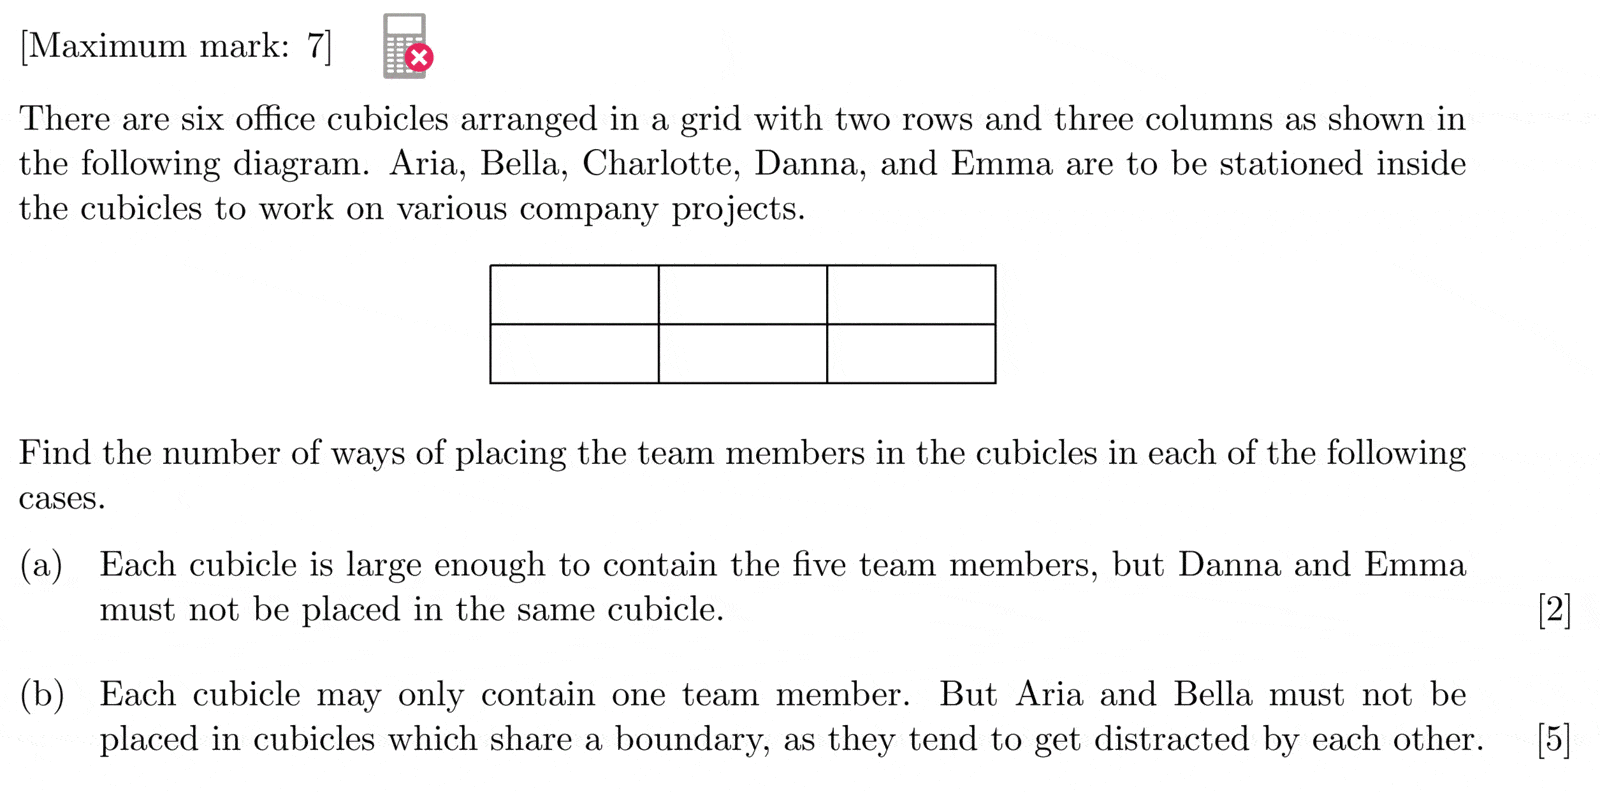 [Maximum mark: 7]
There are six office cubicles arranged in a grid with two rows and three columns as shown in
the following diagram. Aria, Bella, Charlotte, Danna, and Emma are to be stationed inside
the cubicles to work on various company projects.
Find the number of ways of placing the team members in the cubicles in each of the following
cases.
(a) Each cubicle is large enough to contain the five team members, but Danna and Emma
must not be placed in the same cubicle. [2]
(b) Each cubicle may only contain one team member. But Aria and Bella must not be
placed in cubicles which share a boundary, as they tend to get distracted by each other. [5]